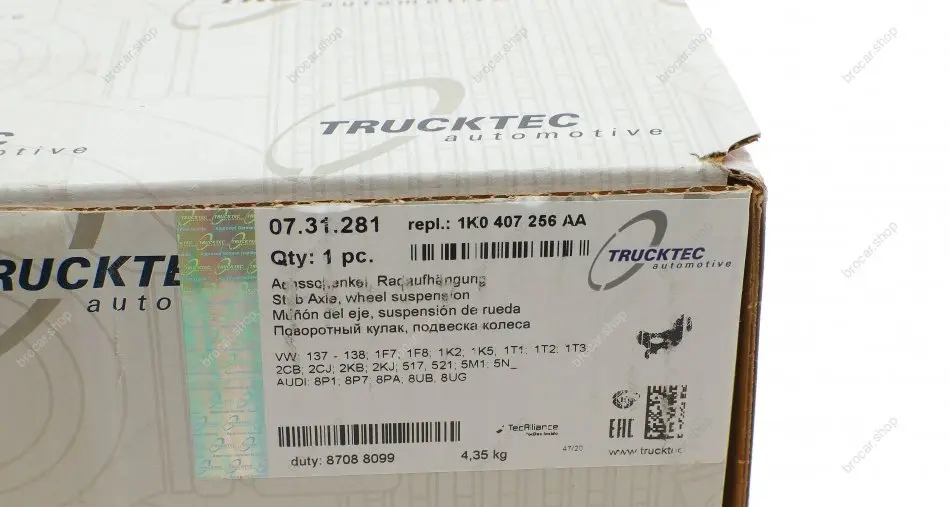 TRUCKTEC
automotive
07.31.281
repl.: 1K0 407 256 AA
Qty: 1 pc.
TRUCKTEC
automotive
Achsschenkel, Radaufhängung
Stub Axle, wheel suspension
Muñón del eje, suspensión de rueda
Поворотный кулак, подвеска колеса
VW: 137 - 138; 1F7; 1F8; 1K2; 1K5; 1T1; 1T2; 1T3;
2CB; 2CJ; 2KB; 2KJ; 517, 521; 5M1; 5N_
AUDI: 8P1; 8P7; 8PA; 8UB, 8UG
TecAlliance
duty: 8708 8099
4,35 kg
47/20
EAC
www.trucktec
brocar.shop